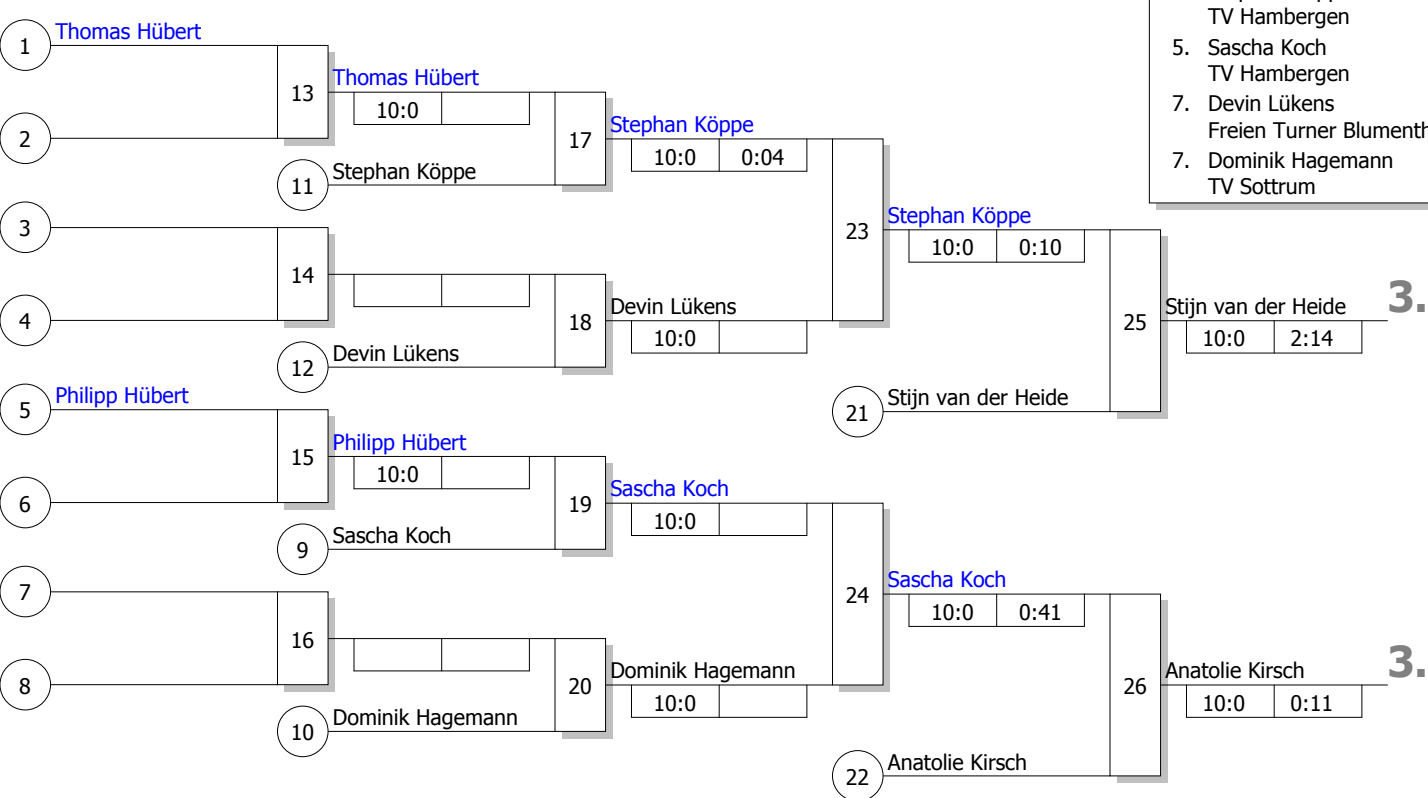 TV Hambergen
5. Sascha Koch
TV Hambergen
7. Devin Lükens
Freien Turner
7. Dominik Hagemann
TV Sottrum
1 Thomas Hübert
2
13 Thomas Hübert
10:0
11 Stephan Köppe
17 Stephan Köppe
10:0 0:04
3
4
14
12 Devin Lükens
18 Devin Lükens
10:0
23 Stephan Köppe
10:0 0:10
21 Stijn van der Heide
25 Stijn van der Heide 3.
10:0 2:14
5 Philipp Hübert
6
15 Philipp Hübert
10:0
9 Sascha Koch
19 Sascha Koch
10:0
7
8
16
10 Dominik Hagemann
20 Dominik Hagemann
10:0
24 Sascha Koch
10:0 0:41
22 Anatolie Kirsch
26 Anatolie Kirsch 3.
10:0 0:11